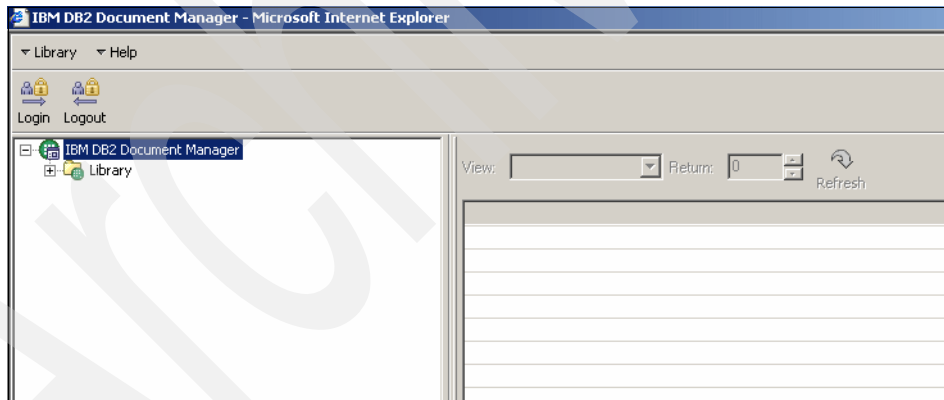 IBM DB2 Document Manager - Microsoft Internet Explorer
Library Help
Login Logout
IBM DB2 Document Manager
Library
View: Return: 0 Refresh